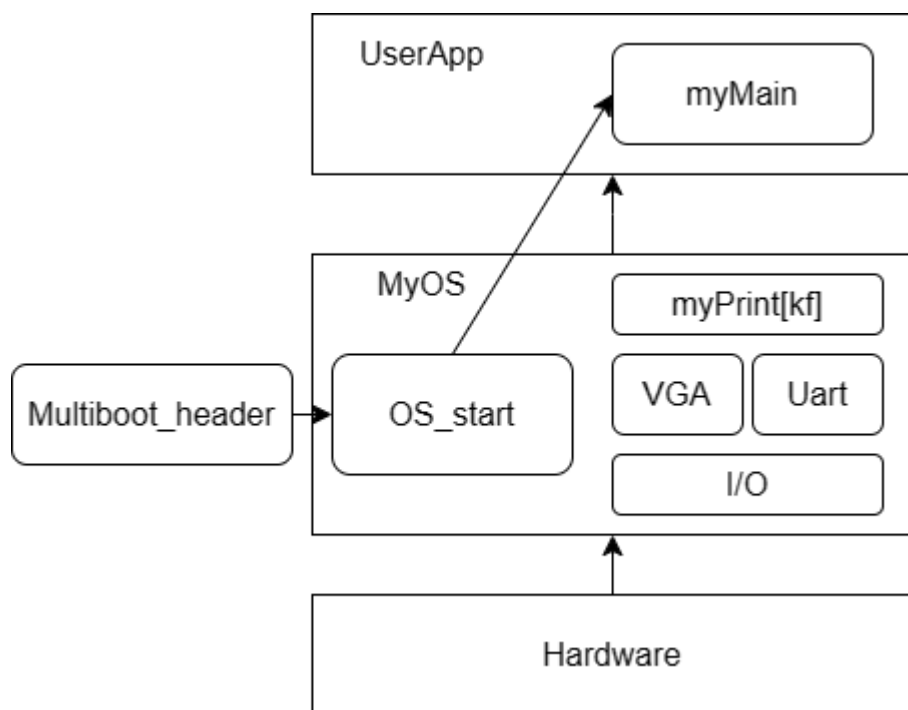 UserApp
myMain
MyOS
myPrint[kf]
Multiboot_header
OS_start
VGA
Uart
I/O
Hardware